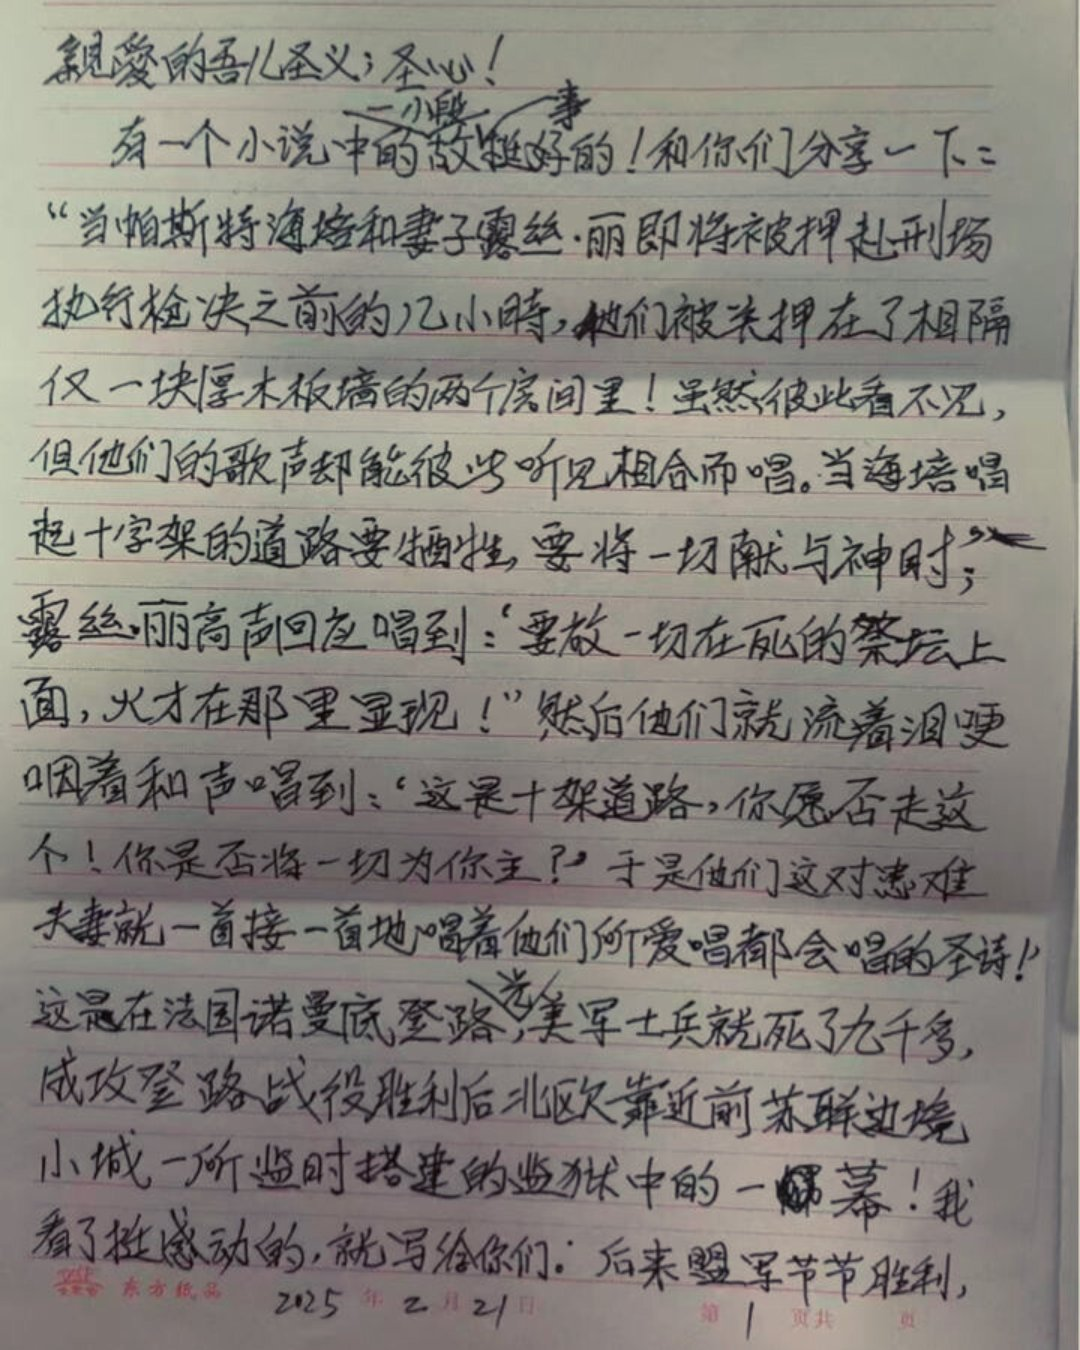 親愛的吾儿圣义；圣心！
有一个小说中的一小段故事挺好的！和你们分享一下：
“当帕斯特海培和妻子露丝·丽即将被押赴刑场
执行枪决之前的几小時，他们被关押在了相隔
仅一块厚木板墙的两个房间里！虽然彼此看不见，
但他们的歌声却能彼此听见相合而唱。当海培唱
起十字架的道路要牺牲，要将一切献与神时”；
露丝·丽高声回应唱到：‘要放一切在死的祭坛上
面，火才在那里显现！”然后他们就流着泪哽
咽着和声唱到：‘这是十架道路，你愿否走这
个！你是否将一切为你主？’于是他们这对患难
夫妻就一首接一首地唱着他们所爱唱都会唱的圣诗！”
这是在法国诺曼底登路，光美军士兵就死了九千多，
成攻登路战役胜利后北欧靠近前苏联边境
小城一所监时搭建的监狱中的一幕！我
看了挺感动的，就写给你们：后来盟军节节胜利，
东方纸品
2025年2月21日 第1页共 页